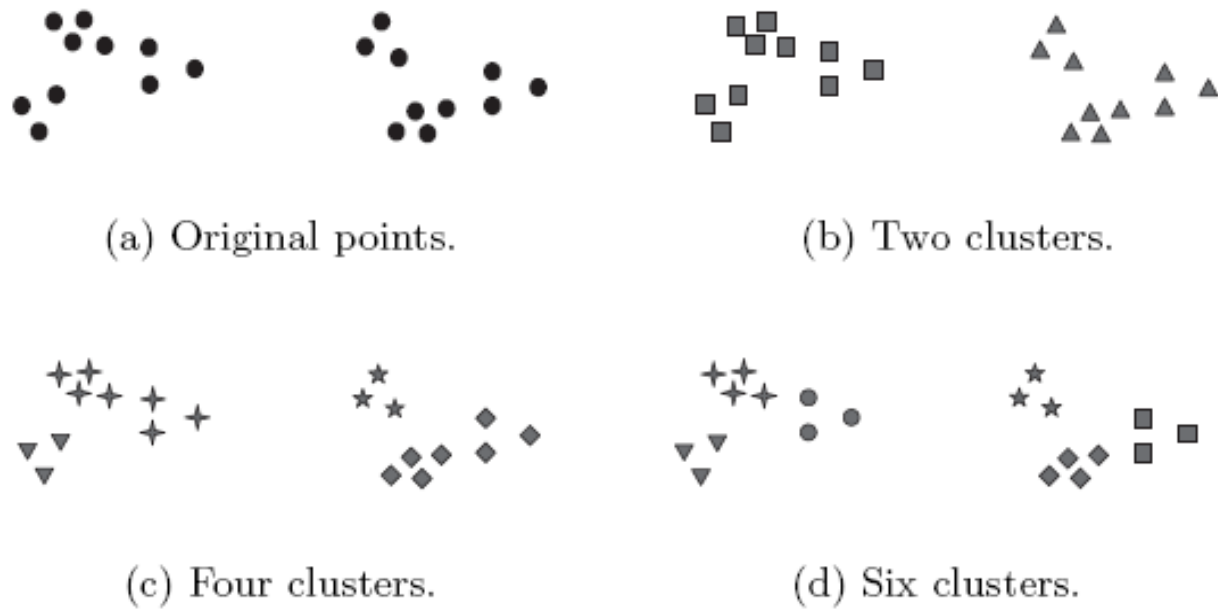 (a) Original points.
(b) Two clusters.
(c) Four clusters.
(d) Six clusters.